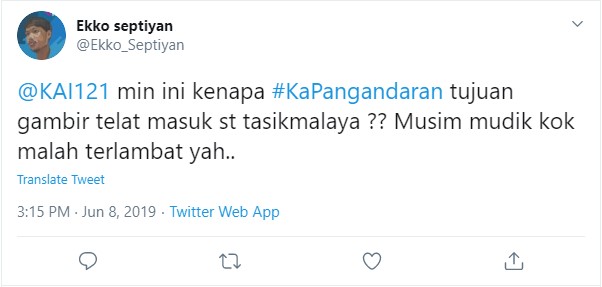 Ekko septiyan
@Ekko_Septiyan
@KAI121 min ini kenapa #KaPangandaran tujuan
gambir telat masuk st tasikmalaya ?? Musim mudik kok
malah terlambat yah..
Translate Tweet
3:15 PM · Jun 8, 2019 · Twitter Web App